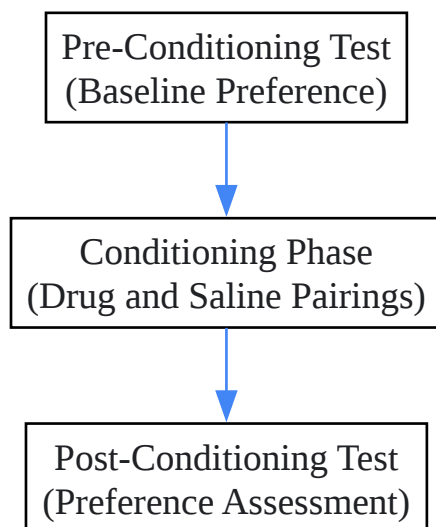 Pre-Conditioning Test
(Baseline Preference)
Conditioning Phase
(Drug and Saline Pairings)
Post-Conditioning Test
(Preference Assessment)